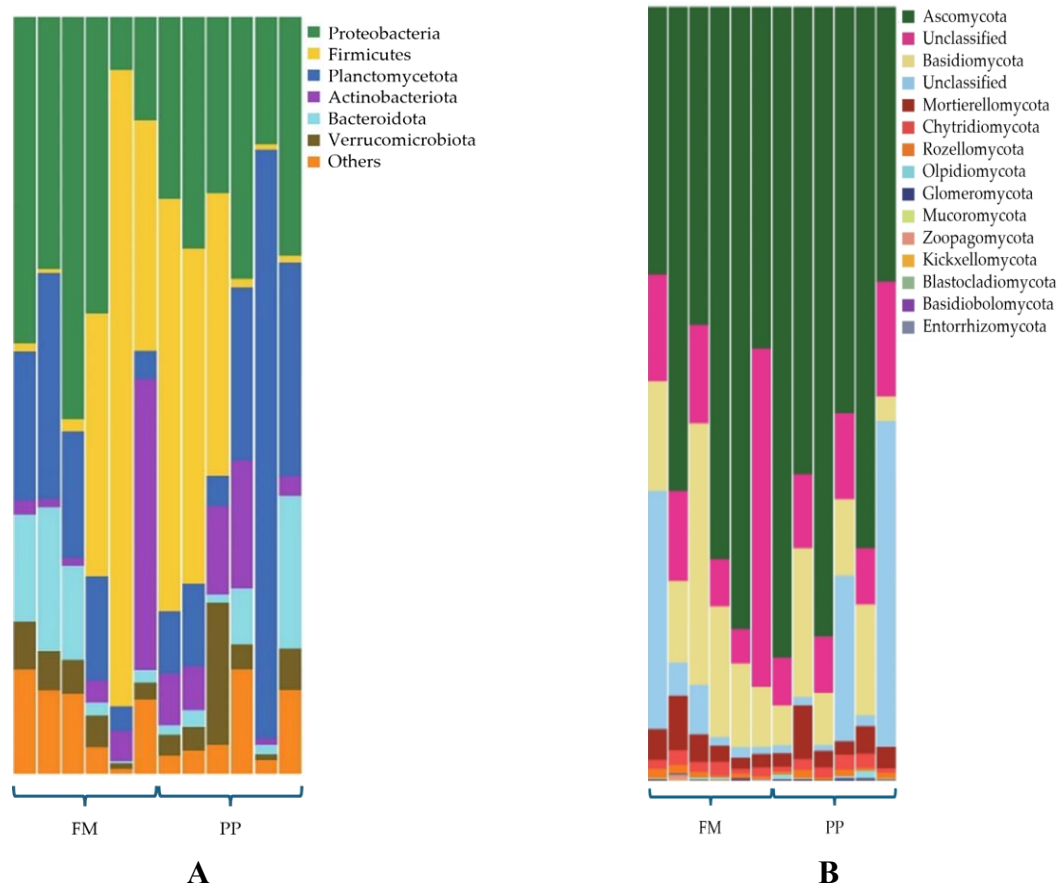 Proteobacteria
Firmicutes
Planctomycetota
Actinobacteriota
Bacteroidota
Verrucomicrobiota
Others
FM
PP
A
Ascomycota
Unclassified
Basidiomycota
Unclassified
Mortierellomycota
Chytridiomycota
Rozellomycota
Olpidiomycota
Glomeromycota
Mucoromycota
Zoopagomycota
Kickxellomycota
Blastocladiomycota
Basidiobolomycota
Entorrhizomycota
FM
PP
B